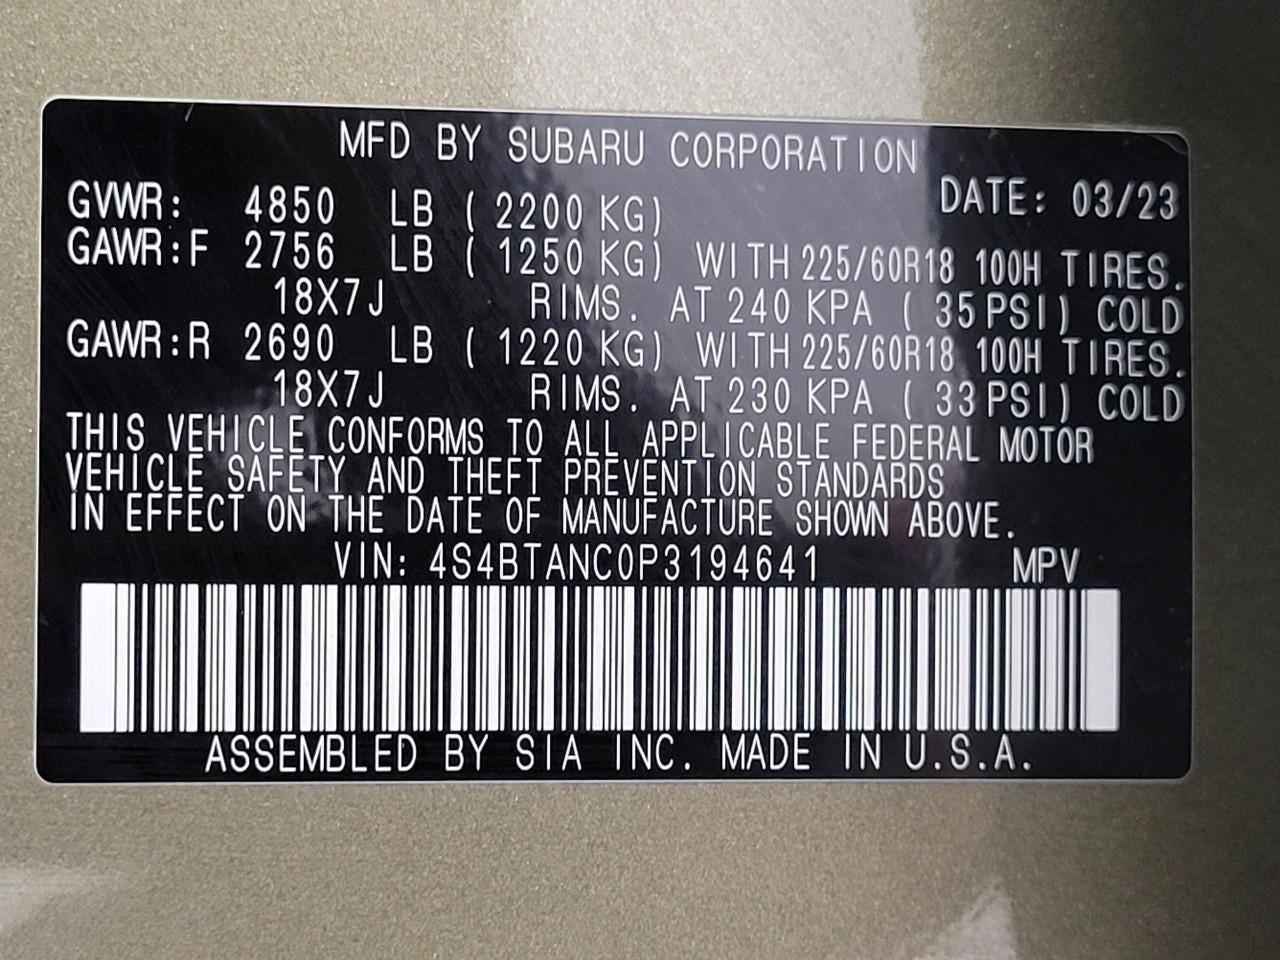 MFD BY SUBARU CORPORATION
DATE: 03/23
GVWR: 4850 LB ( 2200 KG)
GAWR:F 2756 LB ( 1250 KG) WITH 225/60R18 100H TIRES.
18X7J RIMS. AT 240 KPA ( 35 PSI) COLD
GAWR:R 2690 LB ( 1220 KG) WITH 225/60R18 100H TIRES.
18X7J RIMS. AT 230 KPA ( 33 PSI) COLD
THIS VEHICLE CONFORMS TO ALL APPLICABLE FEDERAL MOTOR
VEHICLE SAFETY AND THEFT PREVENTION STANDARDS
IN EFFECT ON THE DATE OF MANUFACTURE SHOWN ABOVE.
VIN: 4S4BTANC0P3194641 MPV
ASSEMBLED BY SIA INC. MADE IN U.S.A.